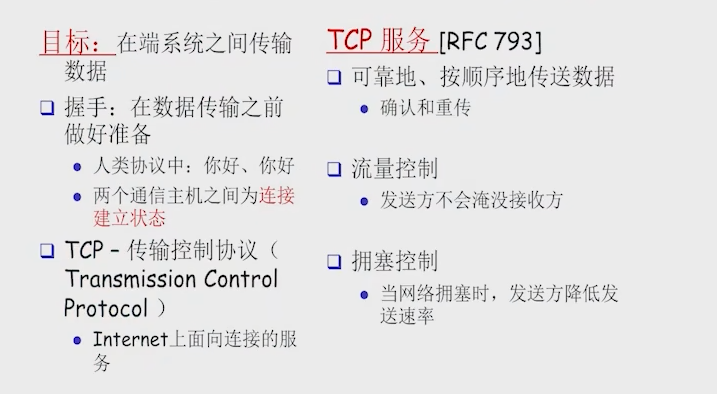 目标：在端系统之间传输
数据
握手：在数据传输之前
做好准备
人类协议中：你好、你好
两个通信主机之间为连接
建立状态
TCP – 传输控制协议（
Transmission Control
Protocol ）
Internet上面向连接的服
务
TCP 服务 [RFC 793]
可靠地、按顺序地传送数据
确认和重传
流量控制
发送方不会淹没接收方
拥塞控制
当网络拥塞时，发送方降低发
送速率